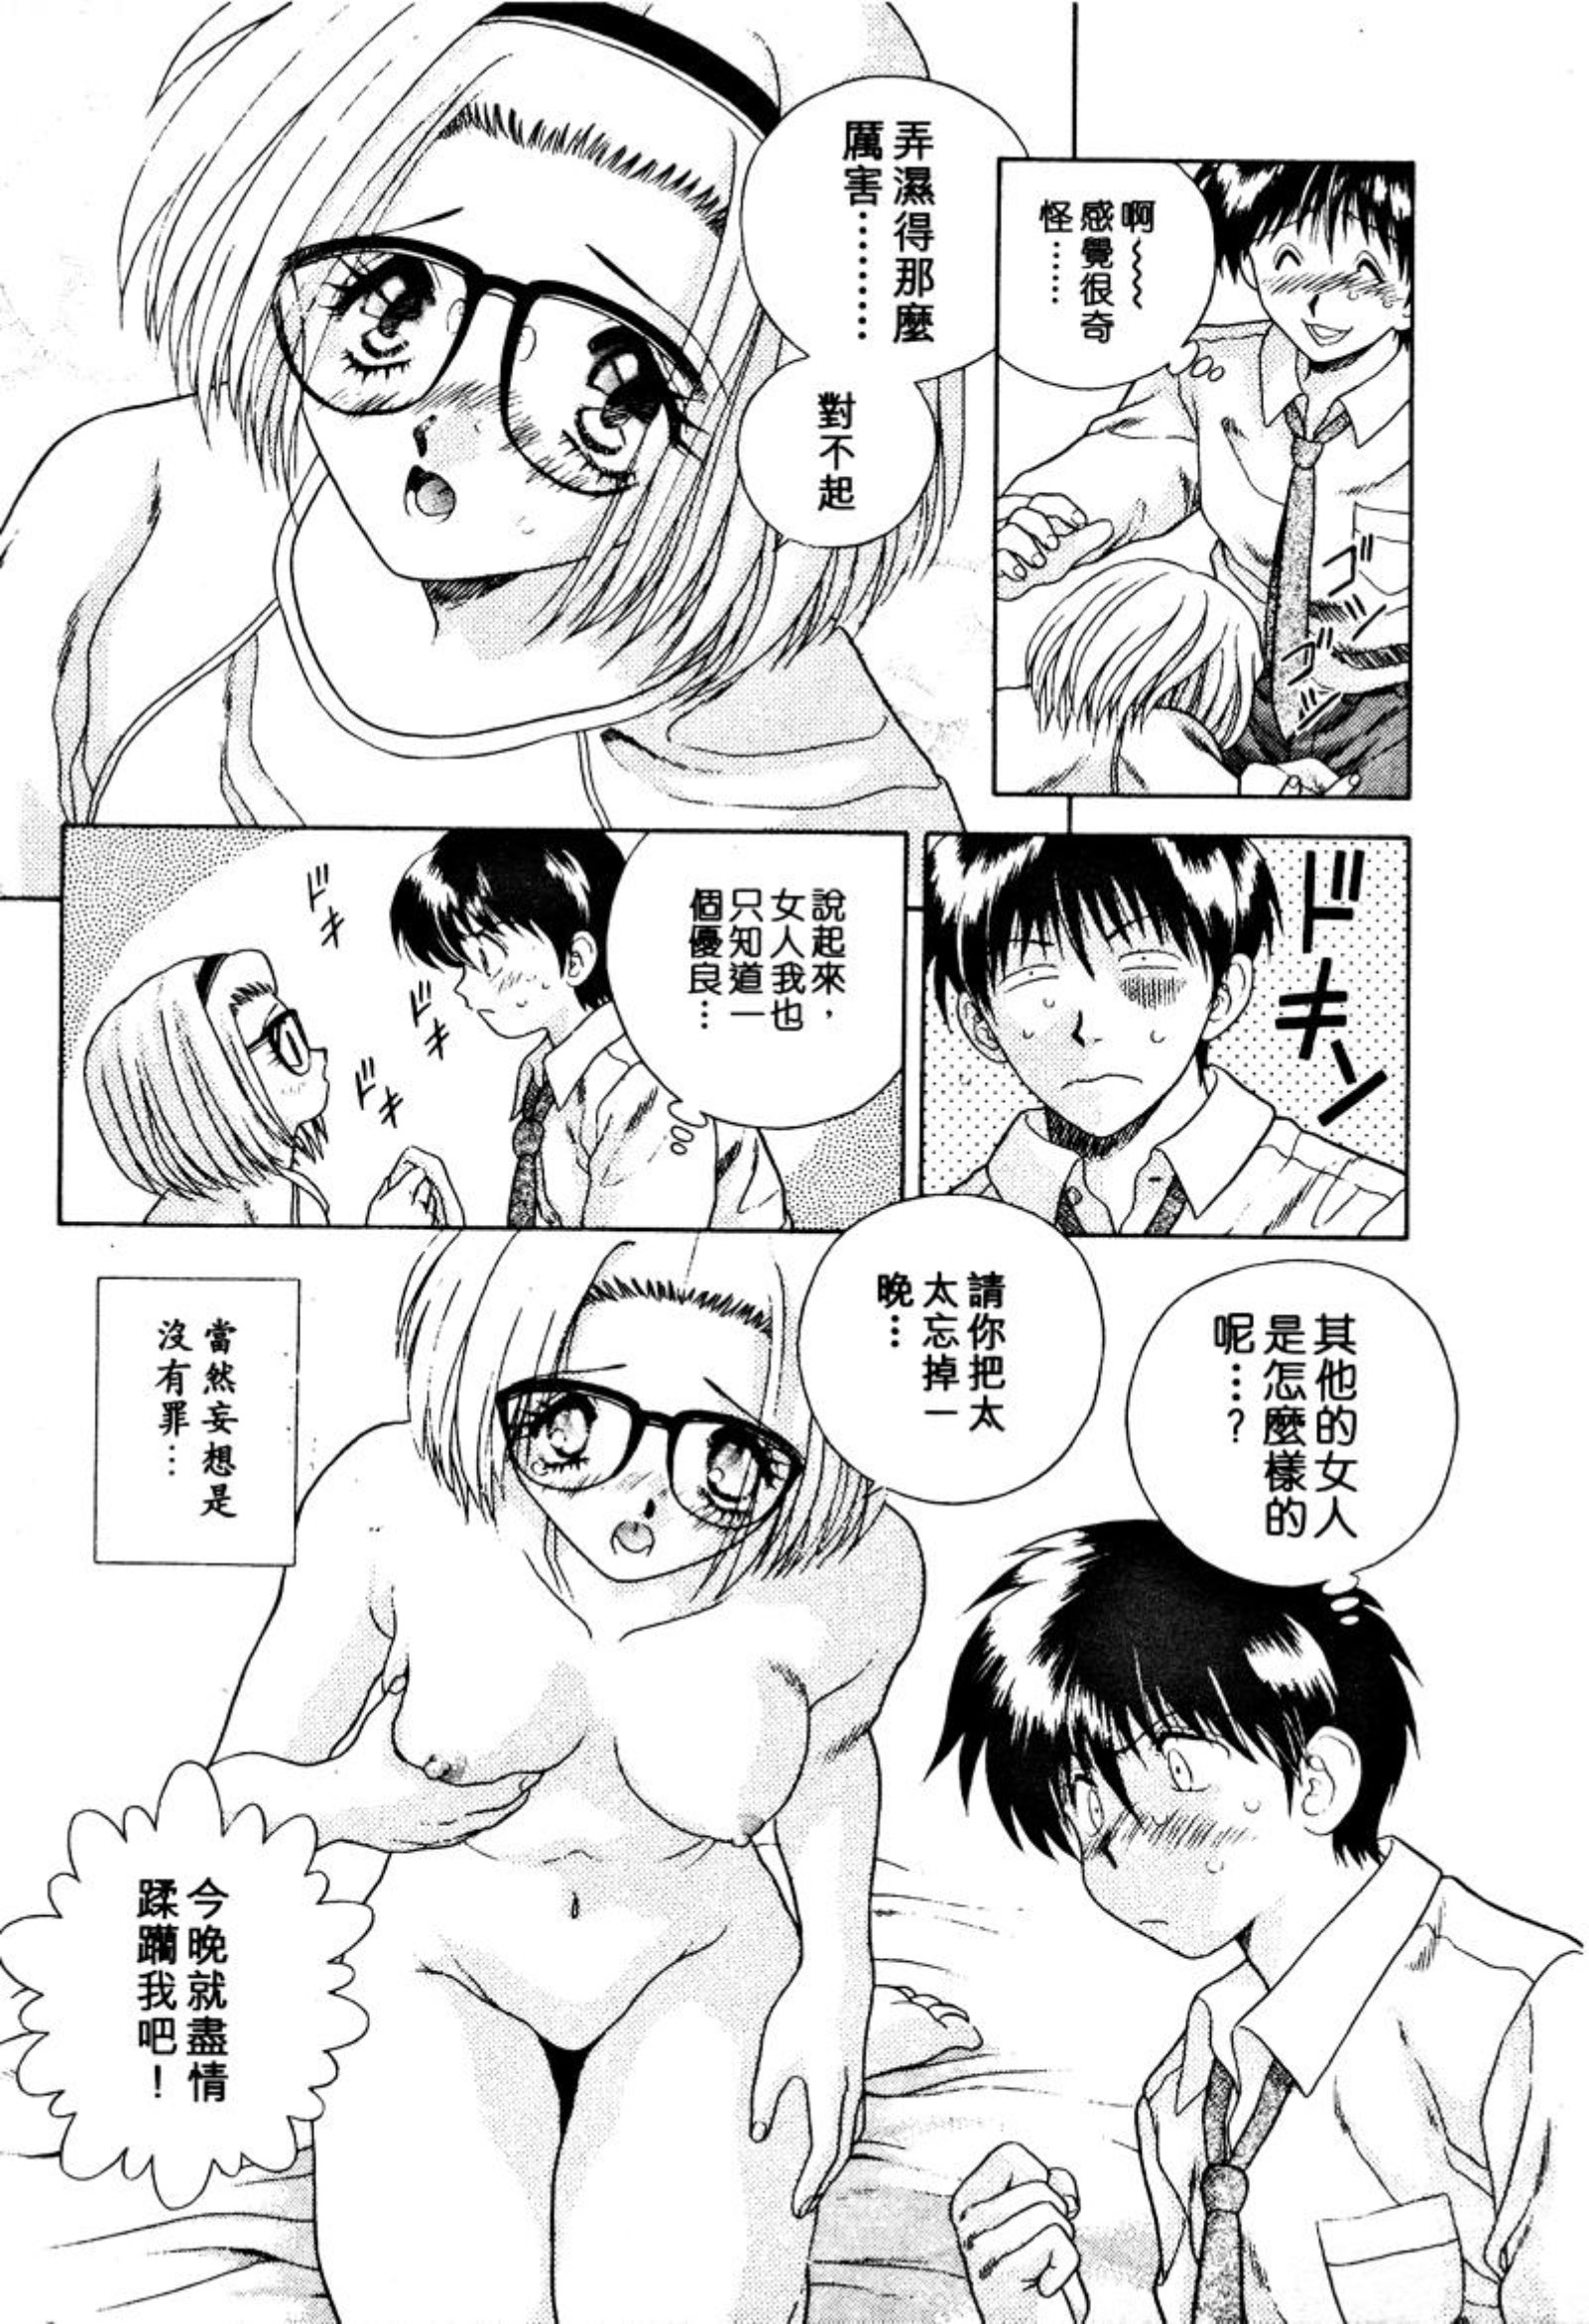 啊~~~~
感覺很奇
怪……
弄濕得那麼
厲害………
對不起
ドキン
說起來，
女人我也
只知道一
個優良…
ドキ
ドキ
ドキ
其他的女人
是怎麼樣的
呢…？
請你把太
太忘掉一
晚…
當然妄想是
沒有罪…
今晚就盡情
蹂躪我吧！